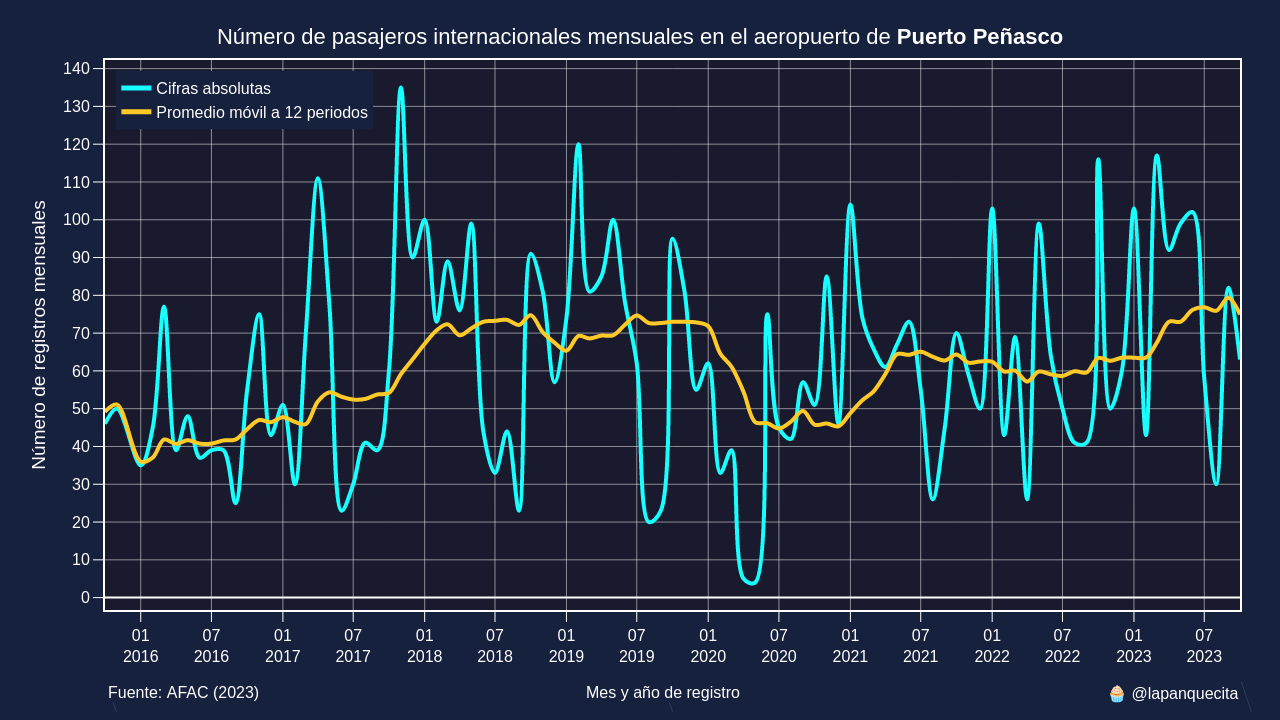 Número de pasajeros internacionales mensuales en el aeropuerto de Puerto Peñasco
Cifras absolutas
Promedio móvil a 12 periodos
Número de registros mensuales
140
130
120
110
100
90
80
70
60
50
40
30
20
10
0
01 07 01 07 01 07 01 07 01 07 01 07 01 07 01 07
2016 2016 2017 2017 2018 2018 2019 2019 2020 2020 2021 2021 2022 2022 2023 2023
Fuente: AFAC (2023) Mes y año de registro 🧁 @lapanquecita